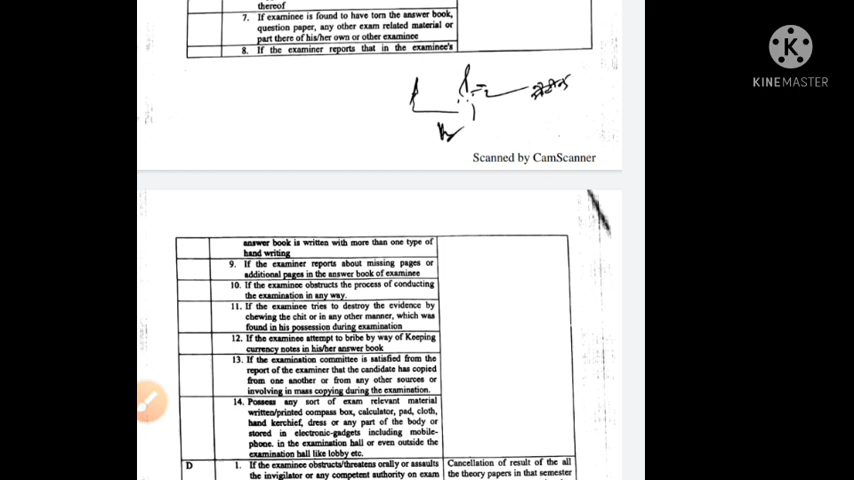 thereof
7. If examinee is found to have torn the answer book,
question paper, any other exam related material or
part there of his/her own or other examinee
8. If the examiner reports that in the examinee's
K
KINEMASTER
Scanned by CamScanner
answer book is written with more than one type of
hand writing
9. If the examiner reports about missing pages or
additional pages in the answer book of examinee
10. If the examinee obstructs the process of conducting
the examination in any way.
11. If the examinee tries to destroy the evidence by
chewing the chit or in any other manner, which was
found in his possession during examination
12. If the examinee attempt to bribe by way of Keeping
currency notes in his/her answer book
13. If the examination committee is satisfied from the
report of the examiner that the candidate has copied
from one another or from any other sources or
involving in mass copying during the examination.
14. Possess any sort of exam relevant material
written/printed compass box, calculator, pad, cloth,
hand kerchief, dress or any part of the body or
stored in electronic-gadgets including mobile-
phone. in the examination hall or even outside the
examination hall like lobby etc.
D 1. If the examinee obstructs/threatens orally or assaults Cancellation of result of the all
the invigilator or any competent authority on exam the theory papers in that semester